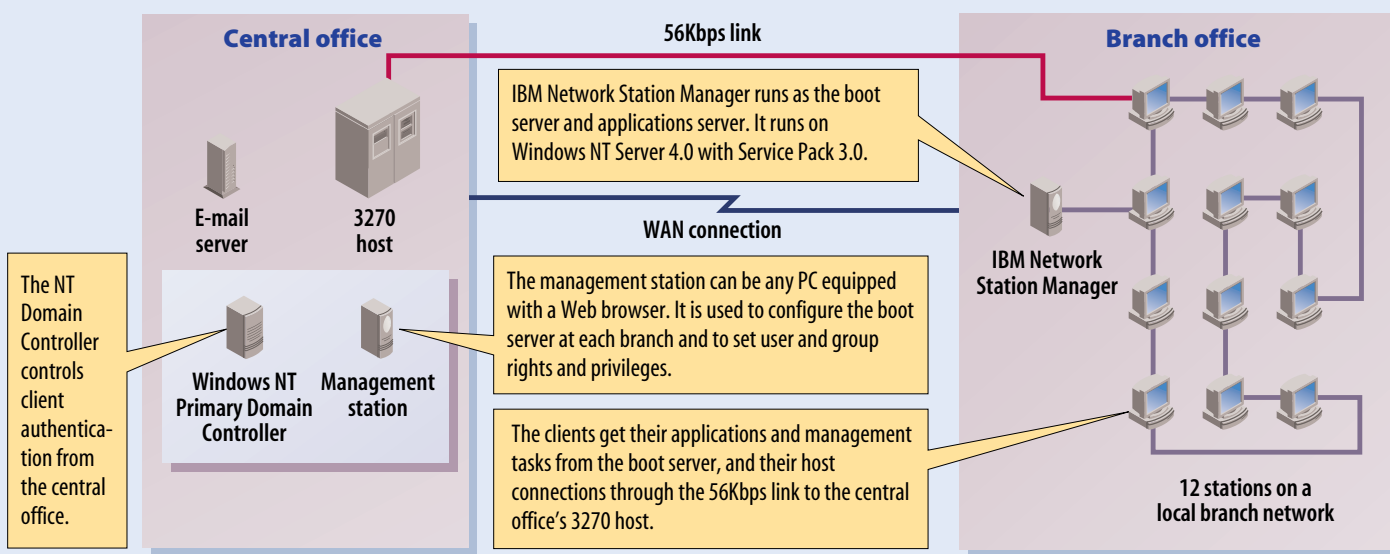 Central office
56Kbps link
Branch office
IBM Network Station Manager runs as the boot
server and applications server. It runs on
Windows NT Server 4.0 with Service Pack 3.0.
E-mail
server
3270
host
WAN connection
IBM Network
Station Manager
The NT
Domain
Controller
controls
client
authentica-
tion from
the central
office.
The management station can be any PC equipped
with a Web browser. It is used to configure the boot
server at each branch and to set user and group
rights and privileges.
Windows NT
Primary Domain
Controller
Management
station
The clients get their applications and management
tasks from the boot server, and their host
connections through the 56Kbps link to the central
office's 3270 host.
12 stations on a
local branch network